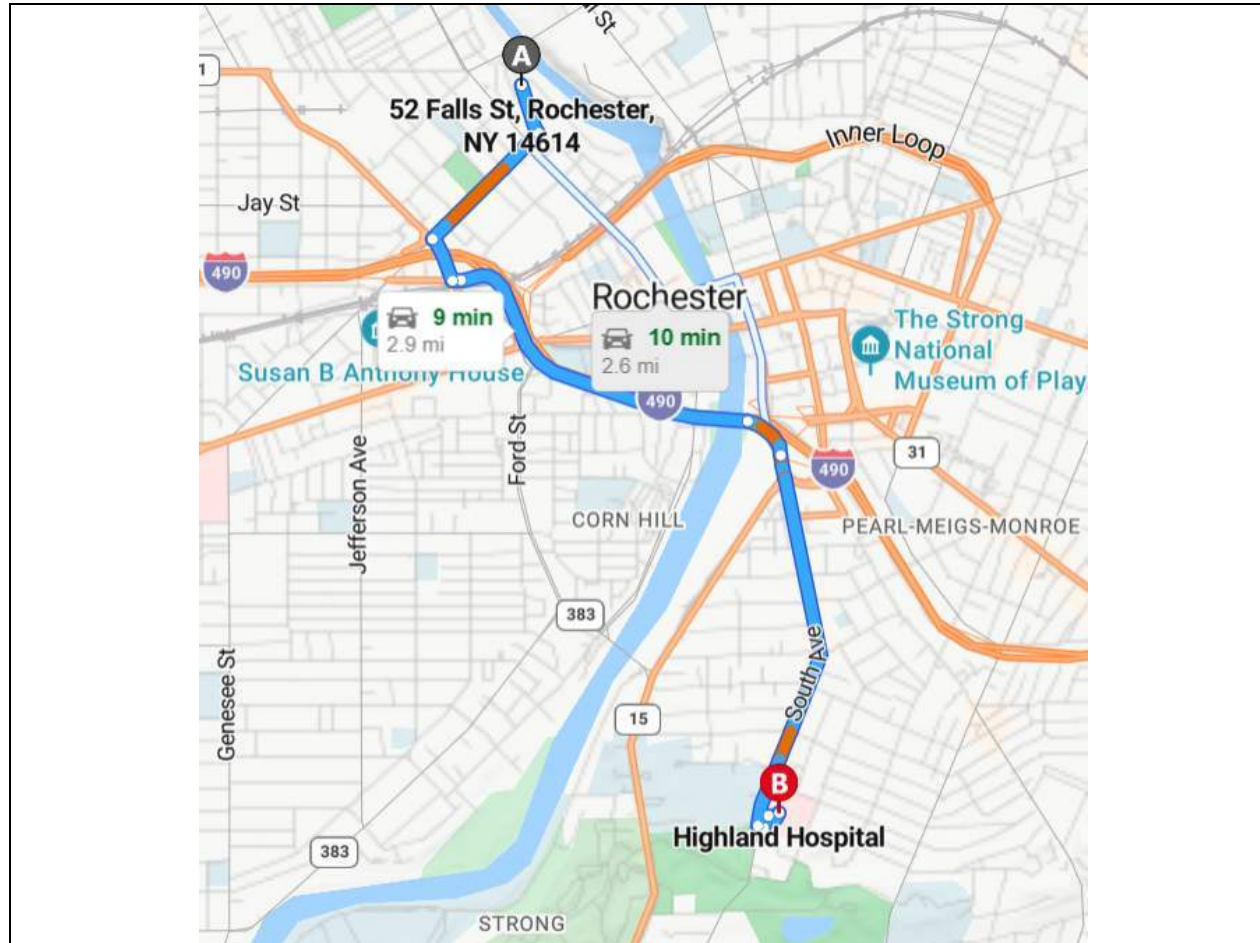 St
1
A
52 Falls St, Rochester,
NY 14614
Inner Loop
Jay St
490
Rochester
9 min
2.9 mi
10 min
2.6 mi
The Strong
National
Museum of Play
Susan B Anthony House
490
31
490
Ford St
Jefferson Ave
CORN HILL
PEARL-MEIGS-MONROE
383
South Ave
Genesee St
15
B
Highland Hospital
383
STRONG